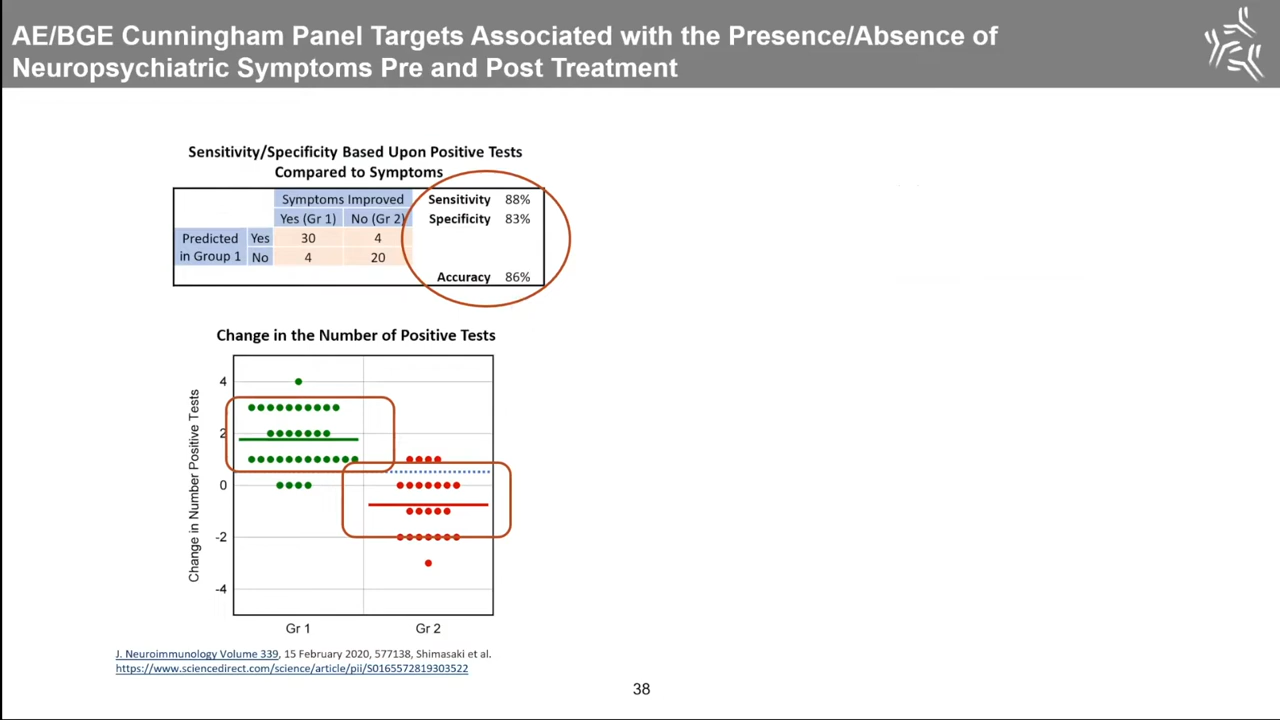 AE/BGE Cunningham Panel Targets Associated with the Presence/Absence of
Neuropsychiatric Symptoms Pre and Post Treatment
Sensitivity/Specificity Based Upon Positive Tests
Compared to Symptoms
Symptoms Improved Sensitivity 88%
Yes (Gr 1) No (Gr 2) Specificity 83%
Predicted Yes 30 4
in Group 1 No 4 20
Accuracy 86%
Change in the Number of Positive Tests
Change in Number Positive Tests
4
2
0
-2
-4
Gr 1 Gr 2
J. Neuroimmunology Volume 339, 15 February 2020, 577138, Shimasaki et al.
https://www.sciencedirect.com/science/article/pii/S0165572819303522
38